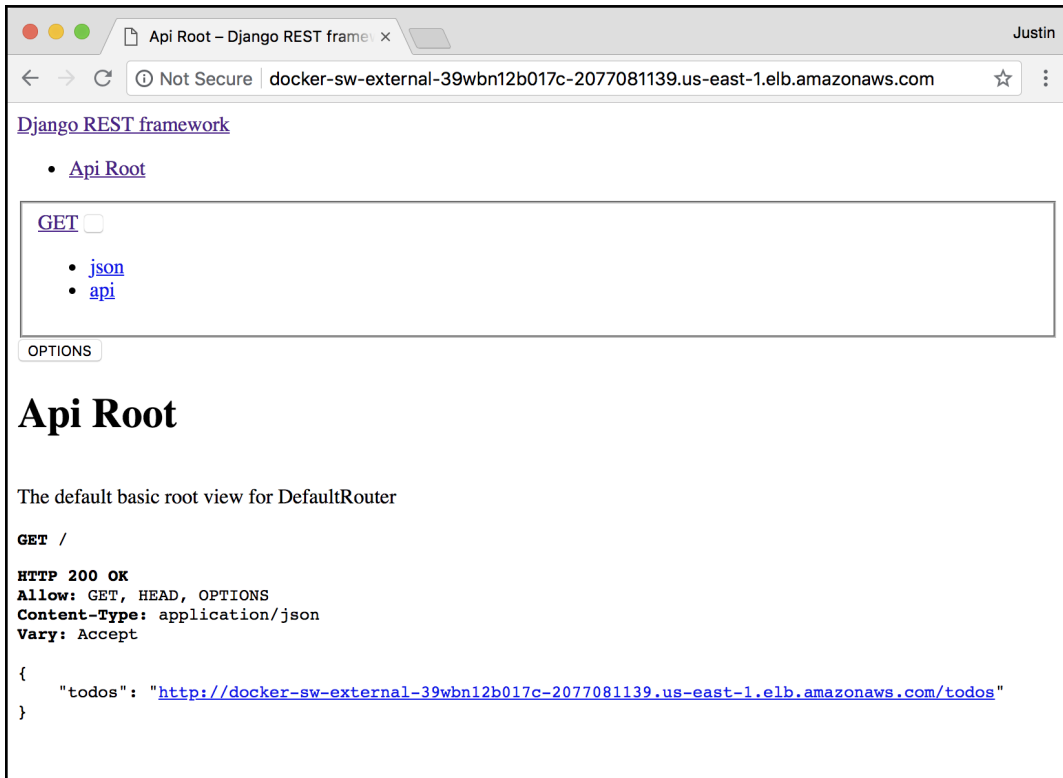 Api Root – Django REST framew
Justin
Not Secure docker-sw-external-39wbn12b017c-2077081139.us-east-1.elb.amazonaws.com
Django REST framework
• Api Root
GET
• json
• api
OPTIONS
Api Root
The default basic root view for DefaultRouter
GET /
HTTP 200 OK
Allow: GET, HEAD, OPTIONS
Content-Type: application/json
Vary: Accept
{
"todos": "http://docker-sw-external-39wbn12b017c-2077081139.us-east-1.elb.amazonaws.com/todos"
}